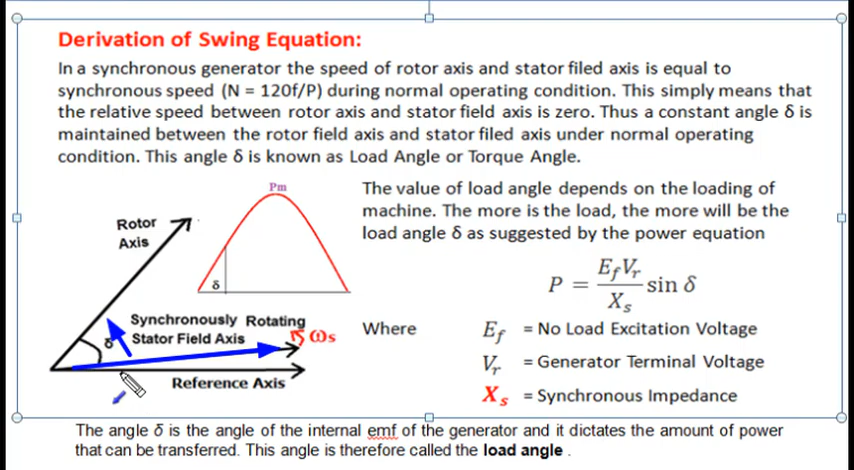 Derivation of Swing Equation:
In a synchronous generator the speed of rotor axis and stator filed axis is equal to
synchronous speed (N = 120f/P) during normal operating condition. This simply means that
the relative speed between rotor axis and stator field axis is zero. Thus a constant angle δ is
maintained between the rotor field axis and stator filed axis under normal operating
condition. This angle δ is known as Load Angle or Torque Angle.
Pm
δ
Rotor
Axis
Synchronously Rotating
Stator Field Axis
ωs
δ
Reference Axis
The value of load angle depends on the loading of
machine. The more is the load, the more will be the
load angle δ as suggested by the power equation
P = E_f V_r / X_s sin δ
Where
E_f = No Load Excitation Voltage
V_r = Generator Terminal Voltage
X_s = Synchronous Impedance
The angle δ is the angle of the internal emf of the generator and it dictates the amount of power
that can be transferred. This angle is therefore called the load angle .